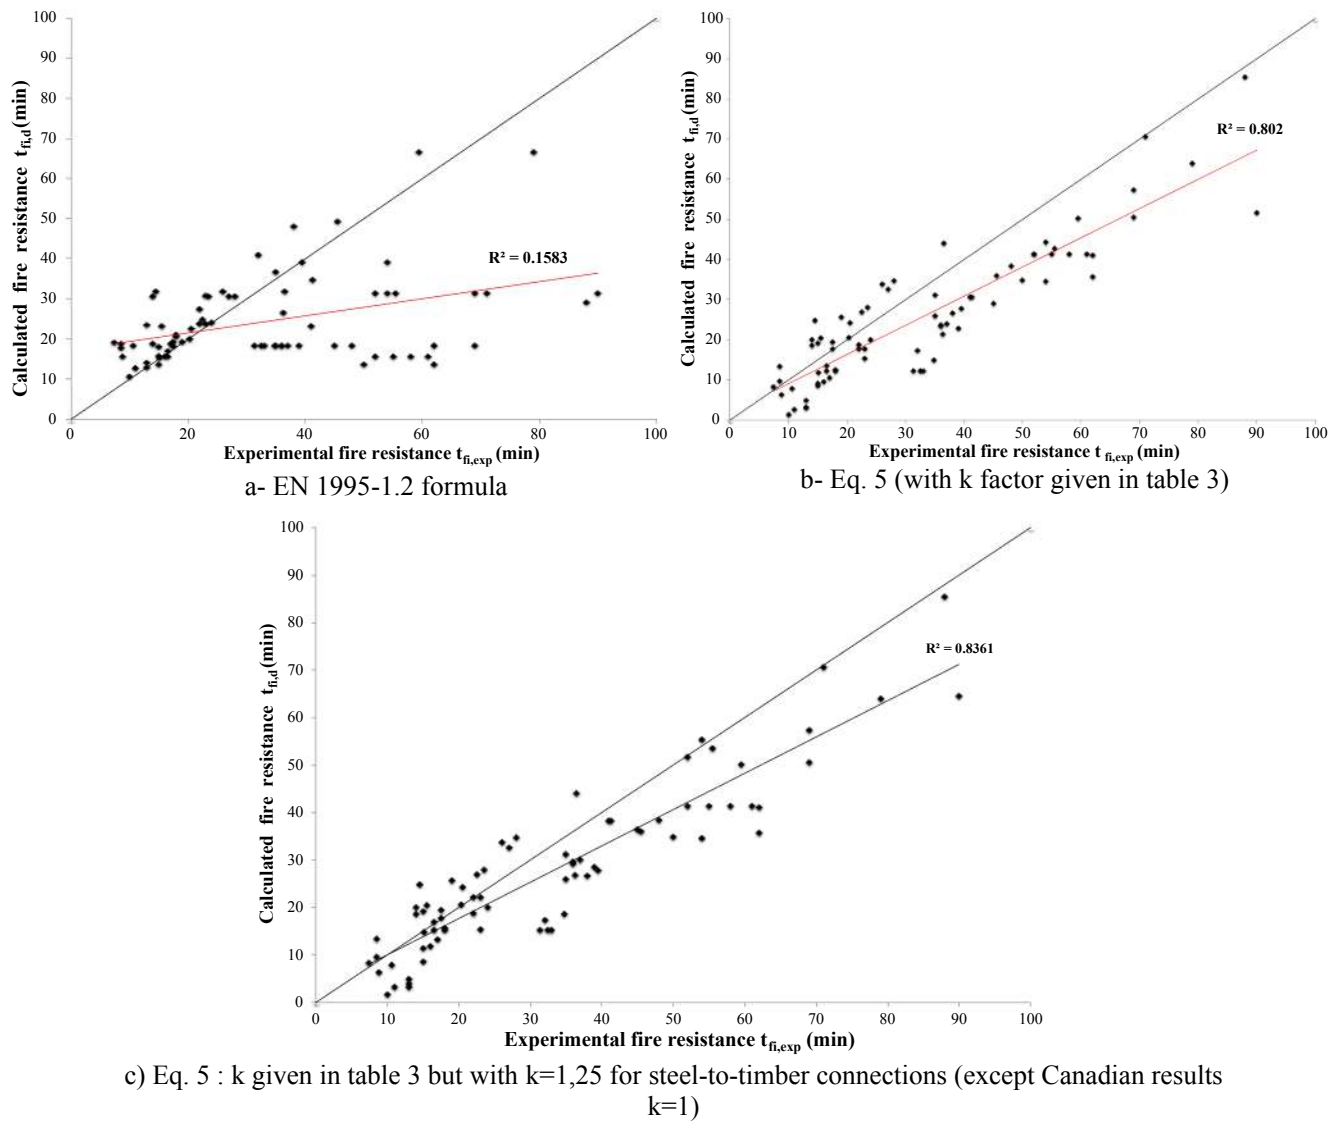 100
90
80
70
60
50
40
30
20
10
0
Calculated fire resistance tfi,d (min)
R² = 0.1583
0 20 40 60 80 100
Experimental fire resistance tfi,exp (min)
a- EN 1995-1.2 formula
100
90
80
70
60
50
40
30
20
10
0
Calculated fire resistance tfi,d (min)
R² = 0.802
0 10 20 30 40 50 60 70 80 90 100
Experimental fire resistance tfi,exp (min)
b- Eq. 5 (with k factor given in table 3)
100
90
80
70
60
50
40
30
20
10
0
Calculated fire resistance tfi,d (min)
R² = 0.8361
0 10 20 30 40 50 60 70 80 90 100
Experimental fire resistance tfi,exp (min)
c) Eq. 5 : k given in table 3 but with k=1,25 for steel-to-timber connections (except Canadian results
k=1)